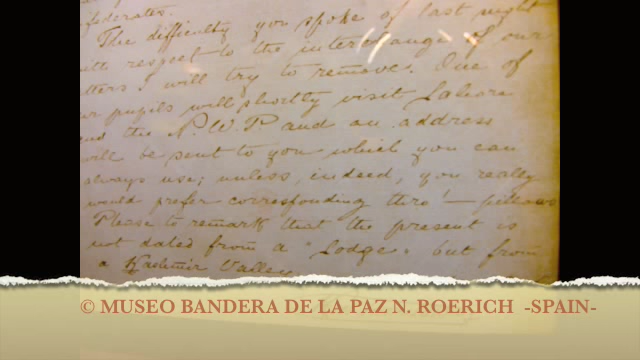 federates.
The difficulty you spoke of last night
with respect to the interchange of our
letters I will try to remove. One of
our pupils will shortly visit Lahore
and the N.W.P. and an address
will be sent to you which you can
always use; unless, indeed, you really
would prefer corresponding thro'— pillows
Please to remark that the present is
not dated from a "Lodge" but from
a Kashmir Valley
© MUSEO BANDERA DE LA PAZ N. ROERICH -SPAIN-